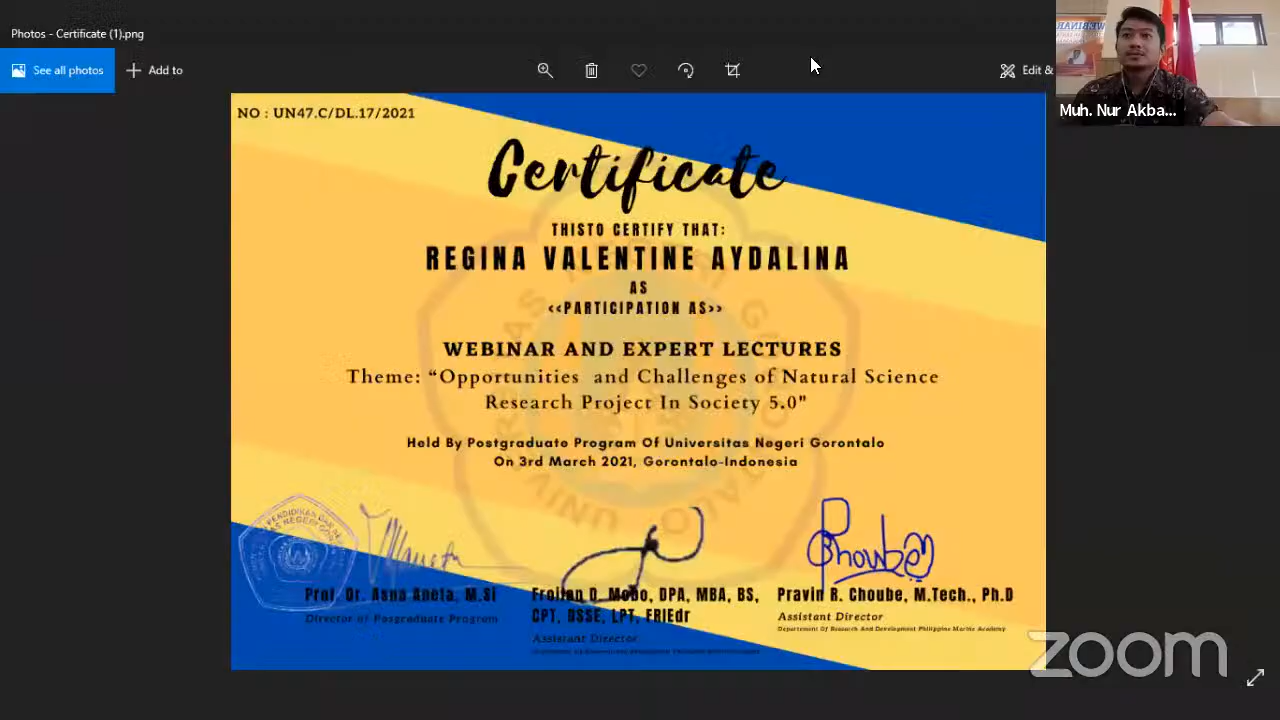 Photos - Certificate (1).png
See all photos
Add to
Edit &
Muh. Nur Akba...
NO : UN47.C/DL.17/2021
Certificate
THISTO CERTIFY THAT:
REGINA VALENTINE AYDALINA
AS
<<PARTICIPATION AS>>
WEBINAR AND EXPERT LECTURES
Theme: “Opportunities and Challenges of Natural Science
Research Project In Society 5.0"
Held By Postgraduate Program Of Universitas Negeri Gorontalo
On 3rd March 2021, Gorontalo-Indonesia
Prof. Dr. Asna Aneta, M.Si
Director of Postgraduate Program
Froilan D. Mobo, DPA, MBA, BS,
CPT, DSSE, LPT, FRIEdr
Assistant Director
Pravin R. Choube, M.Tech., Ph.D
Assistant Director
Departement Of Research And Development Philippine Marine Academy
zoom